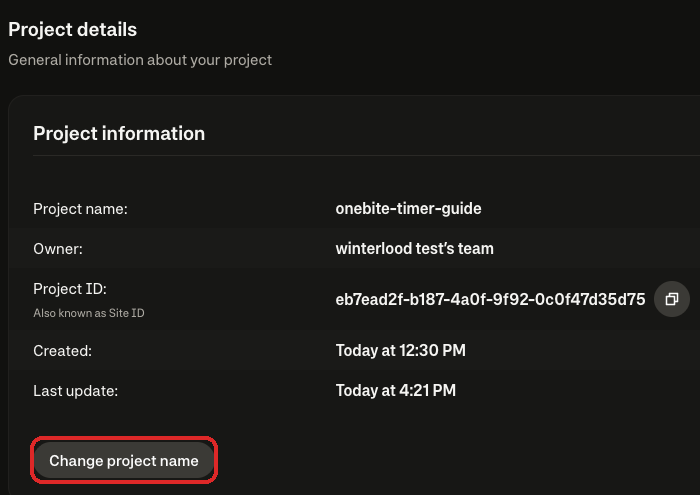 Project details
General information about your project
Project information
Project name: onebite-timer-guide
Owner: winterlood test's team
Project ID: eb7ead2f-b187-4a0f-9f92-0c0f47d35d75
Also known as Site ID
Created: Today at 12:30 PM
Last update: Today at 4:21 PM
Change project name